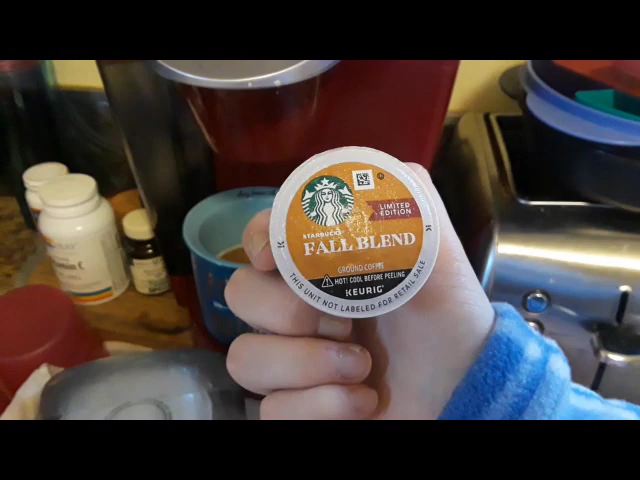 LIMITED
EDITION
STARBUCKS
FALL BLEND
GROUND COFFEE
HOT! COOL BEFORE PEELING
KEURIG
THIS UNIT NOT LABELED FOR RETAIL SALE